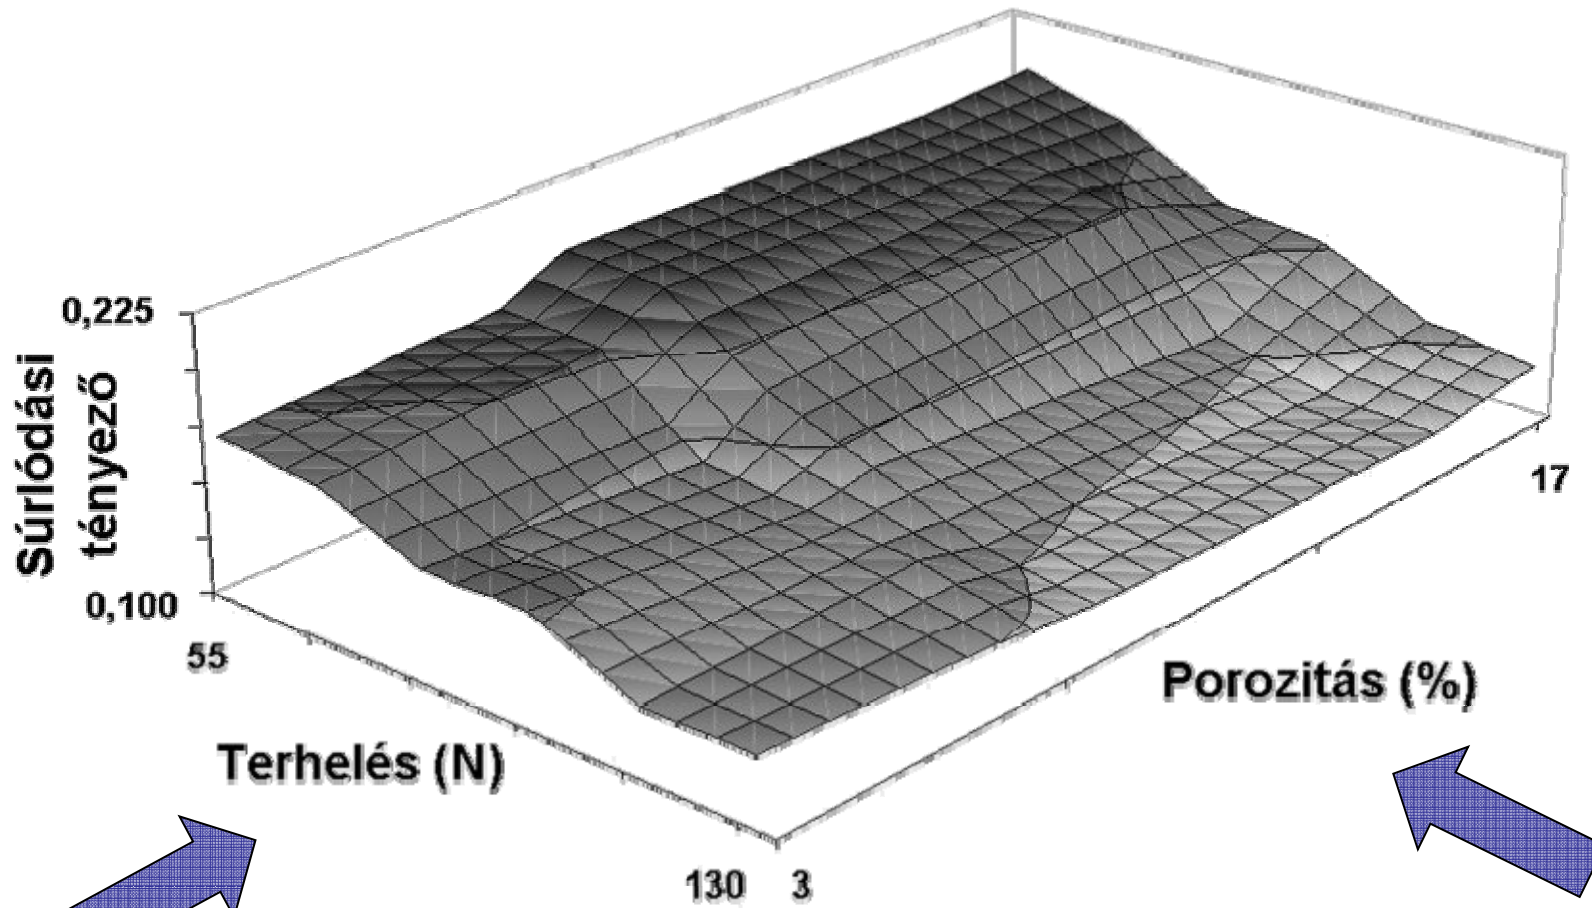 0,225
Súrlódási
tényező
0,100
55
Terhelés (N)
130
3
Porozitás (%)
17